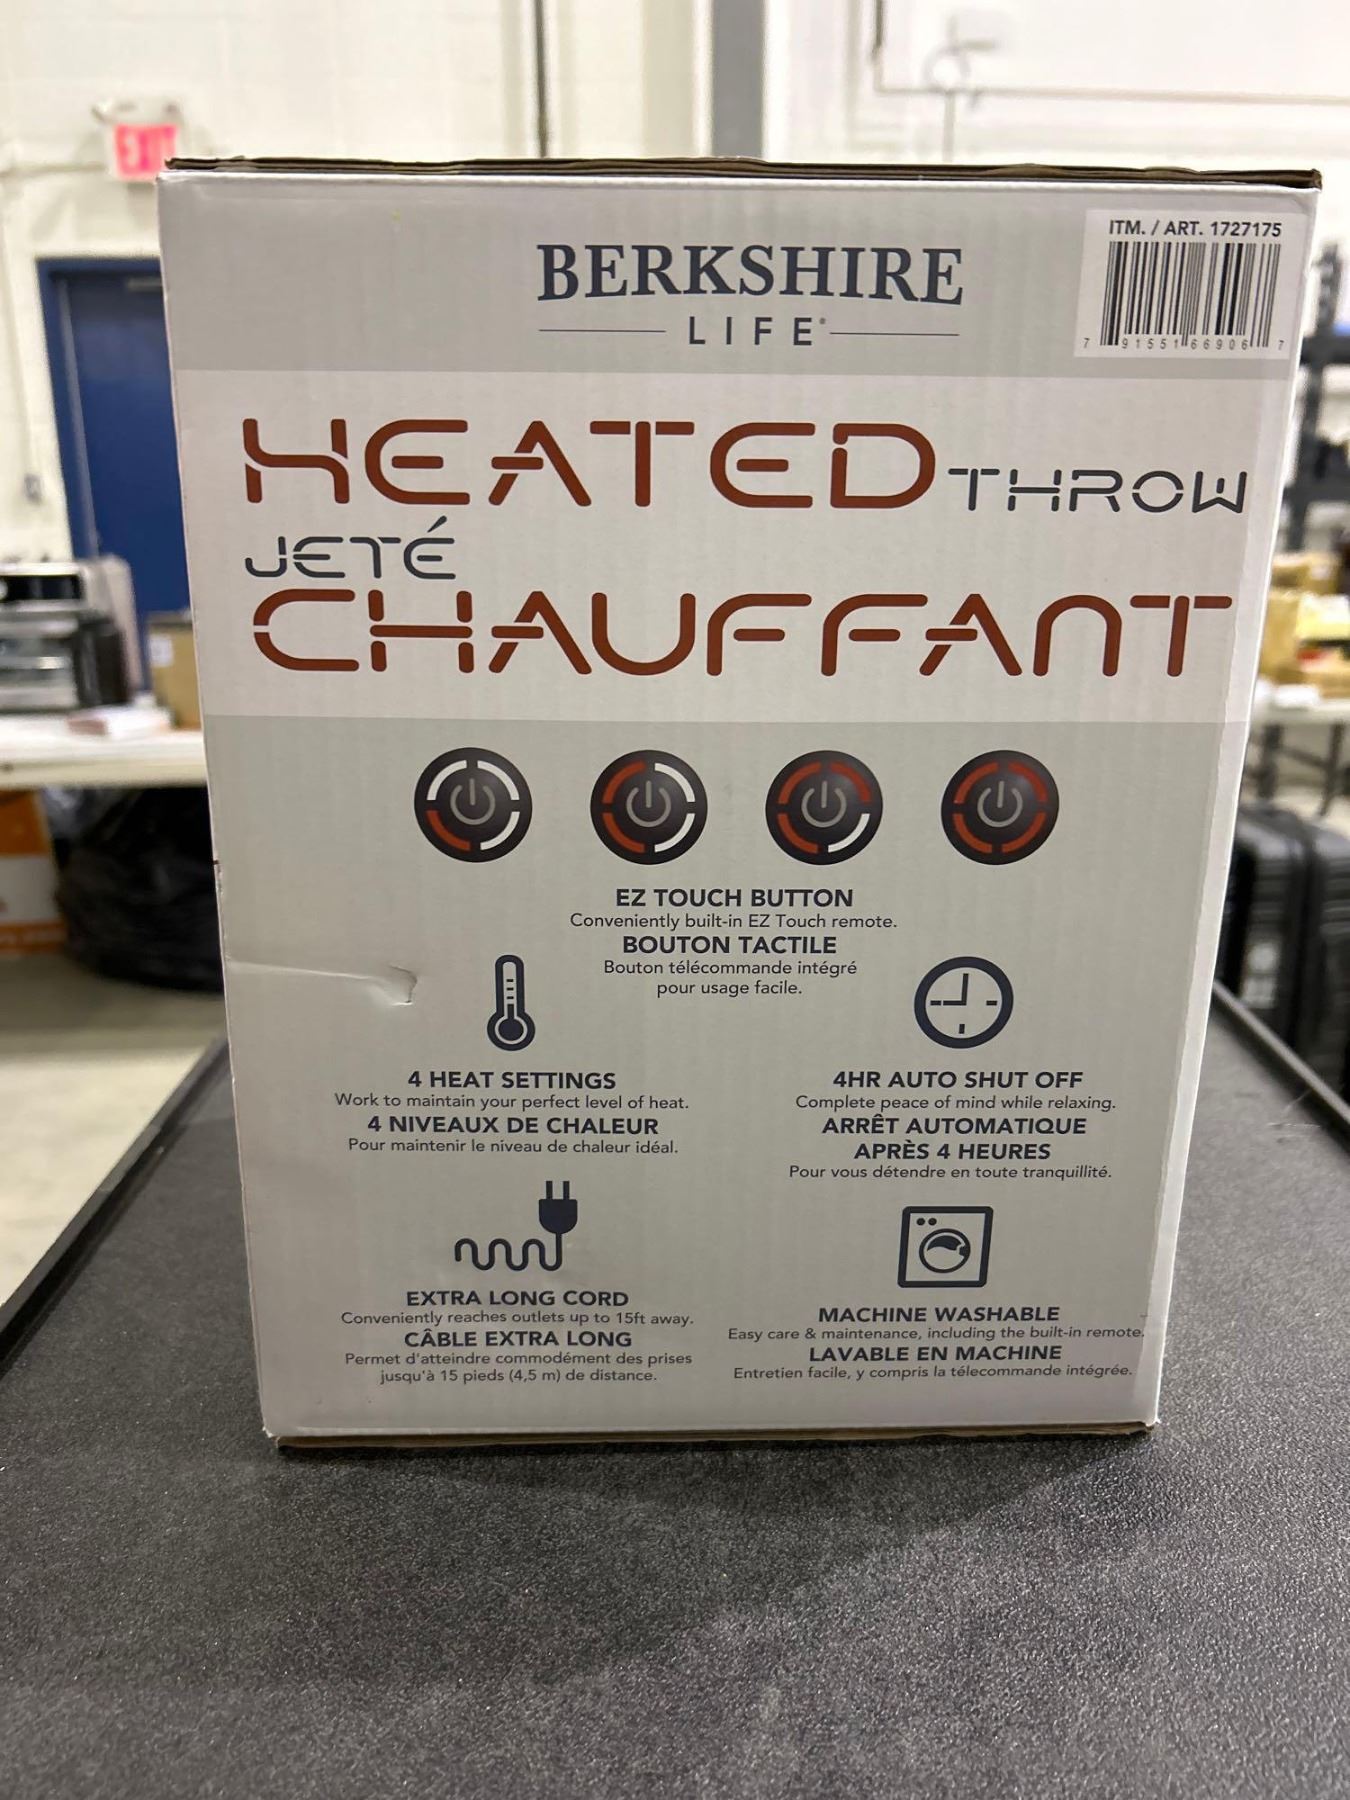 EXIT
ITM. / ART. 1727175
7 91551 66906 7
BERKSHIRE
LIFE®
HEATED THROW
JETÉ
CHAUFFANT
EZ TOUCH BUTTON
Conveniently built-in EZ Touch remote.
BOUTON TACTILE
Bouton télécommande intégré
pour usage facile.
4 HEAT SETTINGS
Work to maintain your perfect level of heat.
4 NIVEAUX DE CHALEUR
Pour maintenir le niveau de chaleur idéal.
4HR AUTO SHUT OFF
Complete peace of mind while relaxing.
ARRÊT AUTOMATIQUE
APRÈS 4 HEURES
Pour vous détendre en toute tranquillité.
EXTRA LONG CORD
Conveniently reaches outlets up to 15ft away.
CÂBLE EXTRA LONG
Permet d'atteindre commodément des prises
jusqu'à 15 pieds (4,5 m) de distance.
MACHINE WASHABLE
Easy care & maintenance, including the built-in remote.
LAVABLE EN MACHINE
Entretien facile, y compris la télécommande intégrée.